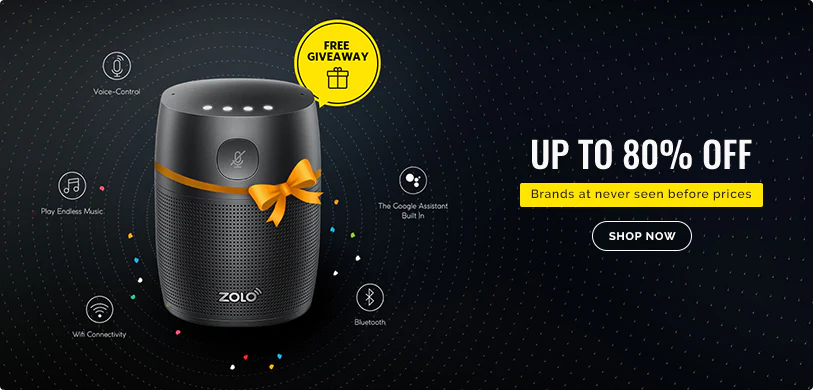 FREE
GIVEAWAY
Voice-Control
Play Endless Music
The Google Assistant
Built In
ZOLO
Wifi Connectivity
Bluetooth
UP TO 80% OFF
Brands at never seen before prices
SHOP NOW